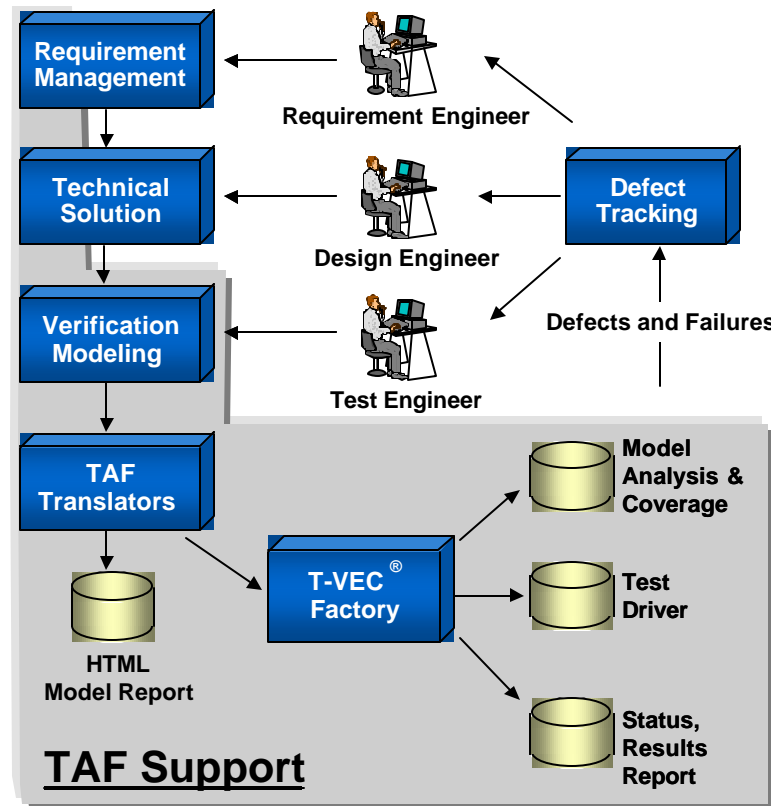 Requirement
Management
Requirement Engineer
Technical
Solution
Design Engineer
Defect
Tracking
Verification
Modeling
Test Engineer
Defects and Failures
TAF
Translators
T-VEC ®
Factory
Model
Analysis &
Coverage
Test
Driver
HTML
Model Report
Status,
Results
Report
TAF Support